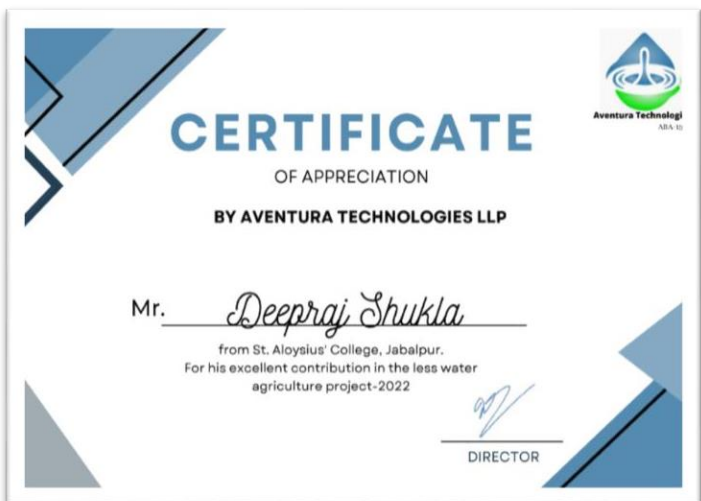 CERTIFICATE
OF APPRECIATION
BY AVENTURA TECHNOLOGIES LLP
Aventura Technologi
Mr. Deepraj Shukla
from St. Aloysius' College, Jabalpur.
For his excellent contribution in the less water
agriculture project-2022
DIRECTOR